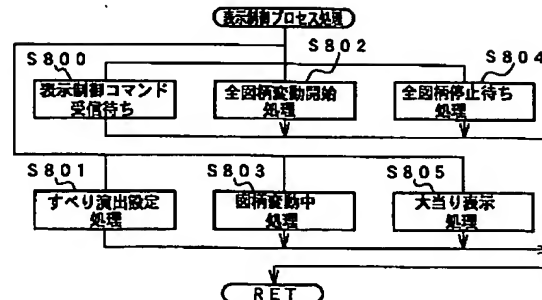 表示制御プロセス処理
S800
S802
S804
表示制御コマンド
受信待ち
全図柄変動開始
処理
全図柄停止待ち
処理
S801
S803
S805
すべり演出設定
処理
図柄変動中
処理
大当り表示
処理
RET